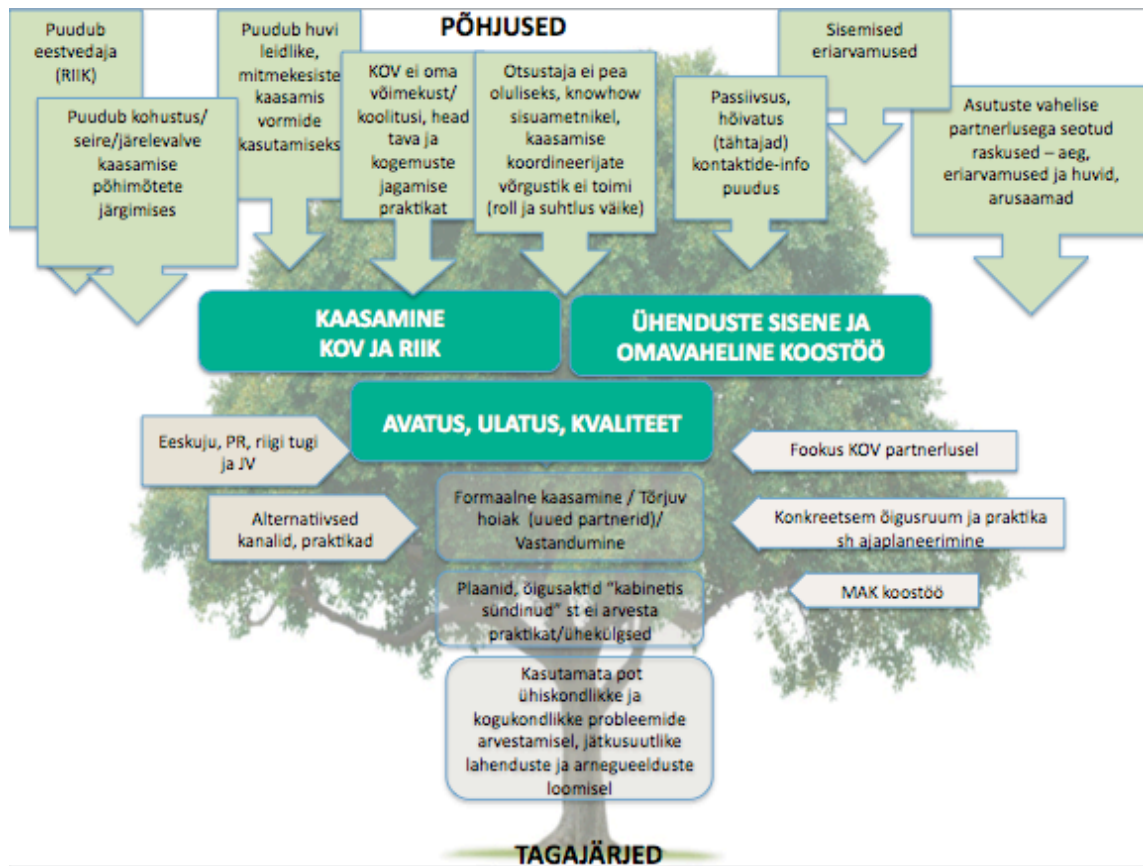 PÕHJUSED
Puudub
eestvedaja
(RIIK)
Puudub kohustus/
seire/järelevalve
kaasamise
põhimõtete
järgimises
Puudub huvi
leidlike,
mitmekesiste
kaasamis
vormide
kasutamiseks
KOV ei oma
võimekust/
koolitusi, head
tava ja
kogemuste
jagamise
praktikat
Otsustaja ei pea
oluliseks, knowhow
sisuametnikel,
kaasamise
koordineerijate
võrgustik ei toimi
(roll ja suhtlus väike)
Passiivsus,
hõivatus
(tähtajad)
kontaktide-info
puudus
Sisemised
eriarvamused
Asutuste vahelise
partnerlusega seotud
raskused – aeg,
eriarvamused ja huvid,
arusaamad
KAASAMINE
KOV JA RIIK
ÜHENDUSTE SISENE JA
OMAVAHELINE KOOSTÖÖ
AVATUS, ULATUS, KVALITEET
Eeskuju, PR, riigi tugi
ja JV
Fookus KOV partnerlusel
Alternatiivsed
kanalid, praktikad
Formaalne kaasamine / Tõrjuv
hoiak (uued partnerid)/
Vastandumine
Konkreetsem õigusruum ja praktika
sh ajaplaneerimine
Plaanid, õigusaktid “kabinetis
sündinud” st ei arvesta
praktikat/ühekülgsed
MAK koostöö
Kasutamata pot
ühiskondlikke ja
kogukondlikke probleemide
arvestamisel, jätkusuutlike
lahenduste ja arnegueelduste
loomisel
TAGAJÄRJED